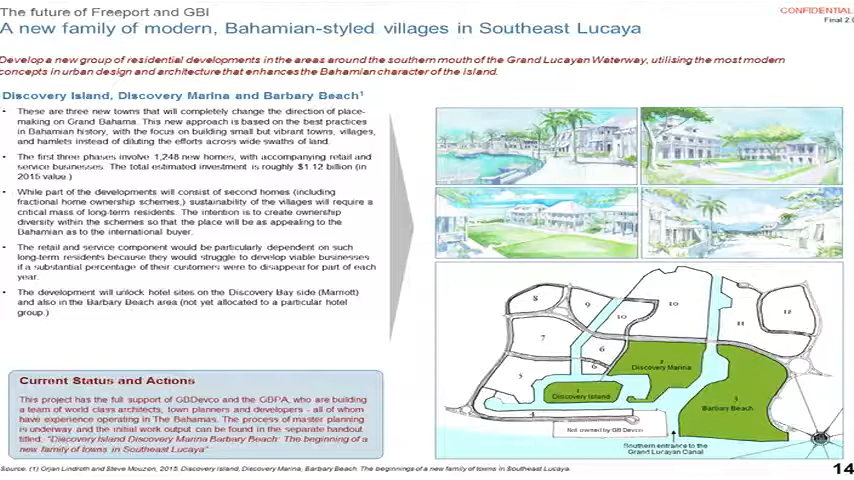 The future of Freeport and GBI
CONFIDENTIAL
Final 2.0
A new family of modern, Bahamian-styled villages in Southeast Lucaya
Develop a new group of residential developments in the areas around the southern mouth of the Grand Lucayan Waterway, utilising the most modern
concepts in urban design and architecture that enhances the Bahamian character of the Island.
Discovery Island, Discovery Marina and Barbary Beach1
• These are three new towns that will completely change the direction of place-
making on Grand Bahama. This new approach is based on the best practices
in Bahamian history, with the focus on building small but vibrant towns, villages,
and hamlets instead of diluting the efforts across wide swaths of land.
• The first three phases involve 1,248 new homes, with accompanying retail and
service businesses. The total estimated investment is roughly $1.12 billion (in
2015 value.)
• While part of the developments will consist of second homes (including
fractional home ownership schemes,) sustainability of the villages will require a
critical mass of long-term residents. The intention is to create ownership
diversity within the schemes so that the place will be as appealing to the
Bahamian as to the international buyer.
• The retail and service component would be particularly dependent on such
long-term residents because they would struggle to develop viable businesses
if a substantial percentage of their customers were to disappear for part of each
year.
• The development will unlock hotel sites on the Discovery Bay side (Marriott)
and also in the Barbary Beach area (not yet allocated to a particular hotel
group.)
Current Status and Actions
This project has the full support of GBDevco and the GBPA, who are building
a team of world class architects, town planners and developers - all of whom
have experience operating in The Bahamas. The process of master planning
is underway and the initial work output can be found in the separate handout
titled: "Discovery Island Discovery Marina Barbary Beach: The beginning of a
new family of towns in Southeast Lucaya"
8
9
10
10
11
12
7
6
6
5
4
1
Discovery Island
2
Discovery Marina
3
Barbary Beach
Not owned by GB Devco
Southern entrance to the
Grand Lucayan Canal
Source: (1) Orjan Lindroth and Steve Mouzon, 2015. Discovery Island, Discovery Marina, Barbary Beach. The beginnings of a new family of towns in Southeast Lucaya.
14